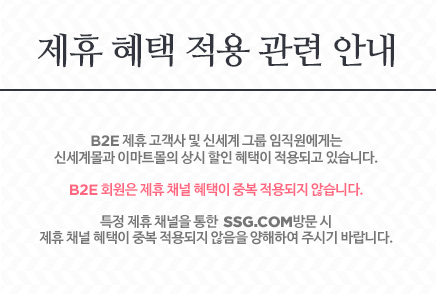 제휴 혜택 적용 관련 안내
B2E 제휴 고객사 및 신세계 그룹 임직원에게는
신세계몰과 이마트몰의 상시 할인 혜택이 적용되고 있습니다.
B2E 회원은 제휴 채널 혜택이 중복 적용되지 않습니다.
특정 제휴 채널을 통한 SSG.COM방문 시
제휴 채널 혜택이 중복 적용되지 않음을 양해하여 주시기 바랍니다.